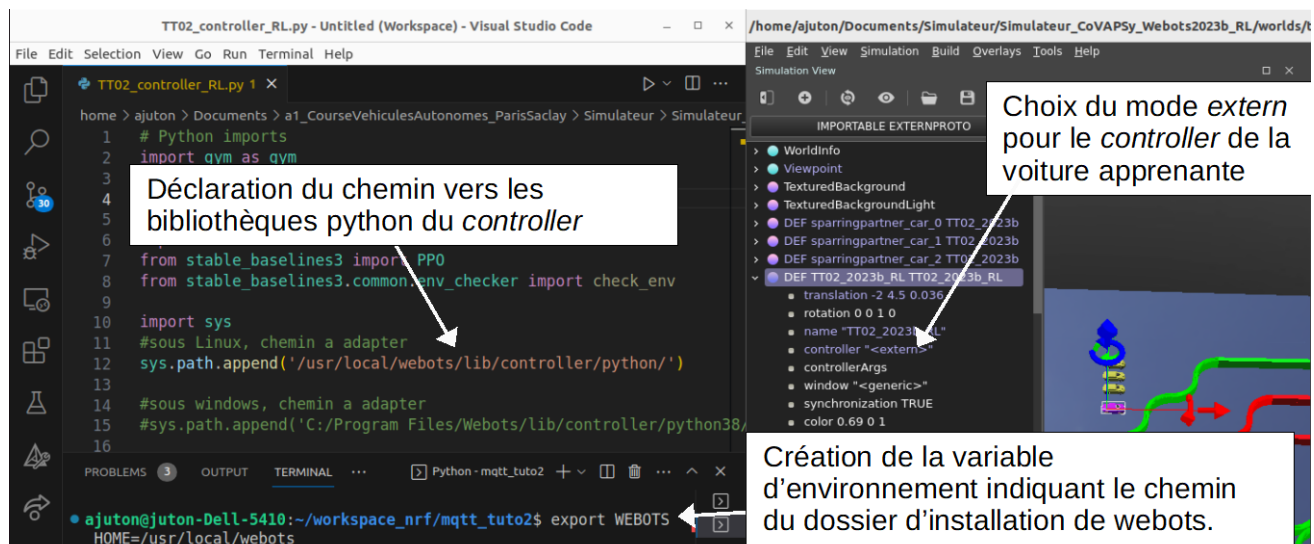 TT02_controller_RL.py - Untitled (Workspace) - Visual Studio Code
File Edit Selection View Go Run Terminal Help
TT02_controller_RL.py 1
home > ajuton > Documents > a1_CourseVehiculesAutonomes_ParisSaclay > Simulateur > Simulateur_
1 # Python imports
2 import gym as gym
3
4
5
6
7 from stable_baselines3 import PPO
8 from stable_baselines3.common.env_checker import check_env
9
10 import sys
11 #sous Linux, chemin a adapter
12 sys.path.append('/usr/local/webots/lib/controller/python/')
13
14 #sous windows, chemin a adapter
15 #sys.path.append('C:/Program Files/Webots/lib/controller/python38/
16
30
Déclaration du chemin vers les
bibliothèques python du controller
PROBLEMS 3 OUTPUT TERMINAL ··· Python - mqtt_tuto2
ajuton@juton-Dell-5410:~/workspace_nrf/mqtt_tuto2$ export WEBOTS
HOME=/usr/local/webots
/home/ajuton/Documents/Simulateur/Simulateur_CoVAPSy_Webots2023b_RL/worlds/t
File Edit View Simulation Build Overlays Tools Help
Simulation View
IMPORTABLE EXTERNPROTO
WorldInfo
Viewpoint
TexturedBackground
TexturedBackgroundLight
DEF sparringpartner_car_0 TT02_2023b
DEF sparringpartner_car_1 TT02_2023b
DEF sparringpartner_car_2 TT02_2023b
DEF TT02_2023b_RL TT02_2023b_RL
translation -2 4.5 0.036
rotation 0 0 1 0
name "TT02_2023b_RL"
controller "<extern>"
controllerArgs
window "<generic>"
synchronization TRUE
color 0.69 0 1
Choix du mode extern
pour le controller de la
voiture apprenante
Création de la variable
d'environnement indiquant le chemin
du dossier d'installation de webots.